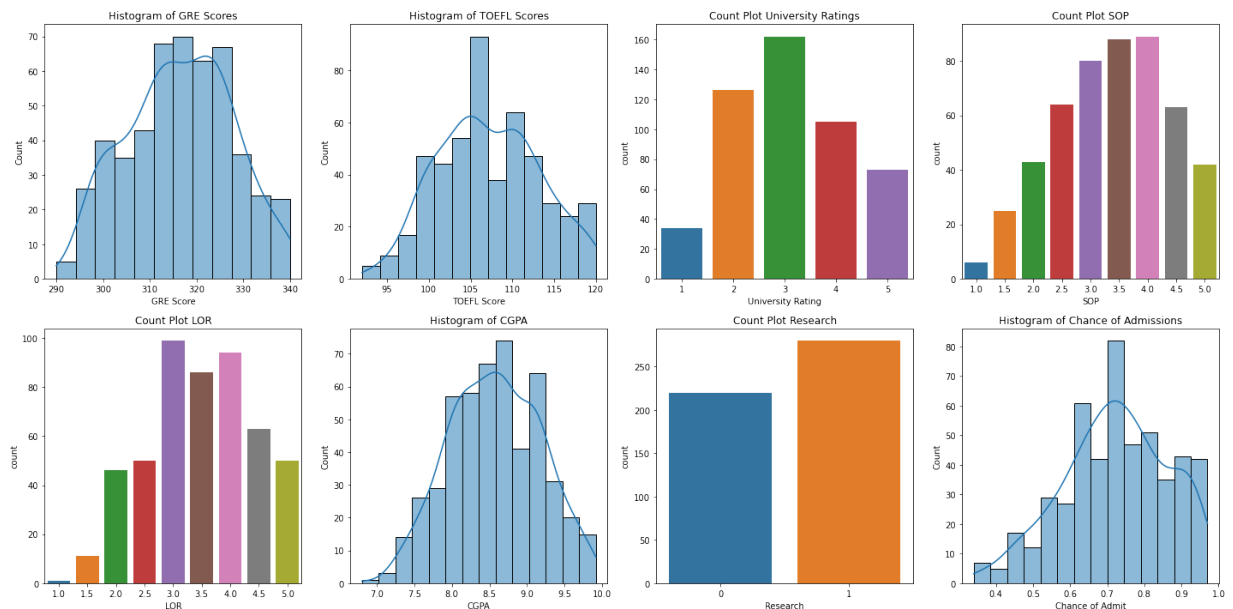 Histogram of GRE Scores
70
60
50
40
30
20
10
0
Count
290 300 310 320 330 340
GRE Score
Histogram of TOEFL Scores
80
60
40
20
0
Count
95 100 105 110 115 120
TOEFL Score
Count Plot University Ratings
160
140
120
100
80
60
40
20
0
count
1 2 3 4 5
University Rating
Count Plot SOP
80
60
40
20
0
count
1.0 1.5 2.0 2.5 3.0 3.5 4.0 4.5 5.0
SOP
Count Plot LOR
100
80
60
40
20
0
count
1.0 1.5 2.0 2.5 3.0 3.5 4.0 4.5 5.0
LOR
Histogram of CGPA
70
60
50
40
30
20
10
0
Count
7.0 7.5 8.0 8.5 9.0 9.5 10.0
CGPA
Count Plot Research
250
200
150
100
50
0
count
0 1
Research
Histogram of Chance of Admissions
80
70
60
50
40
30
20
10
0
Count
0.4 0.5 0.6 0.7 0.8 0.9 1.0
Chance of Admit